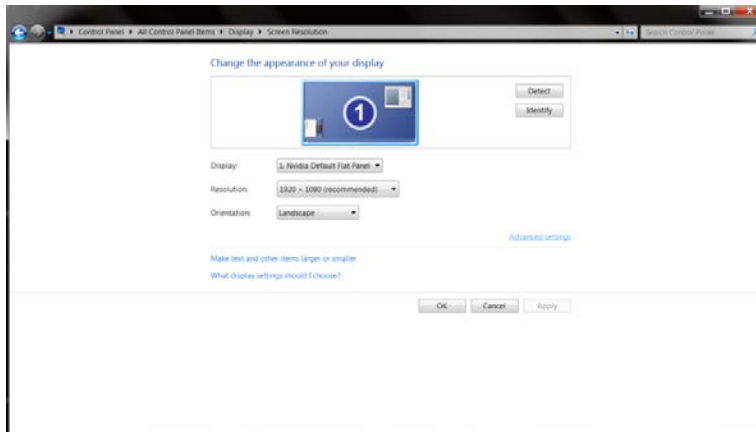 Control Panel ▸ All Control Panel Items ▸ Display ▸ Screen Resolution
Search Control Panel
Change the appearance of your display
1
Detect
Identify
Display: 1. Nvidia Default Flat Panel
Resolution: 1920 × 1080 (recommended)
Orientation: Landscape
Advanced settings
Make text and other items larger or smaller
What display settings should I choose?
OK Cancel Apply